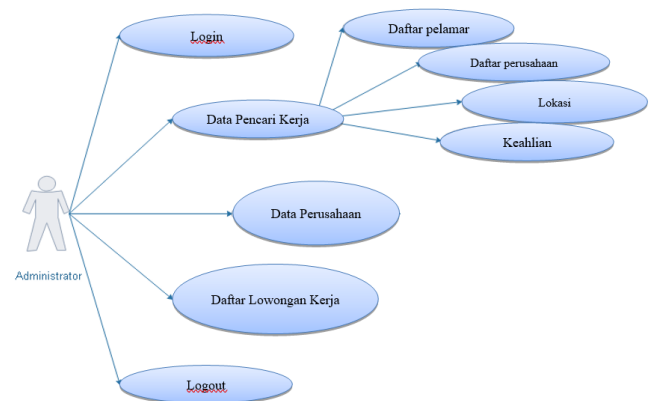 Login
Daftar pelamar
Daftar perusahaan
Lokasi
Data Pencari Kerja
Keahlian
Data Perusahaan
Administrator
Daftar Lowongan Kerja
Logout